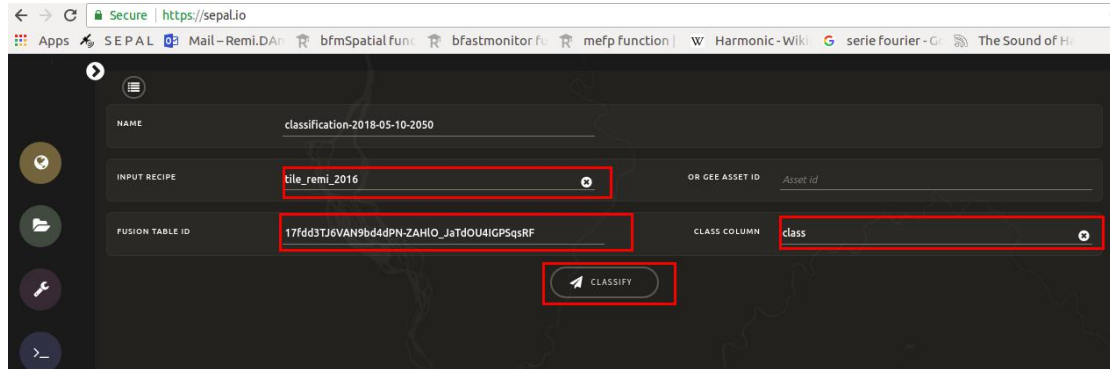 Secure | https://sepal.io
Apps SEPAL Mail – Remi.DAn bfmSpatial func bfastmonitor fu mefp function | Harmonic - Wiki serie fourier - Go The Sound of Ha
NAME classification-2018-05-10-2050
INPUT RECIPE tile_remi_2016 OR GEE ASSET ID Asset id
FUSION TABLE ID 17fdd3TJ6VAN9bd4dPN-ZAHlO_JaTdOU4IGPSqsRF CLASS COLUMN class
CLASSIFY